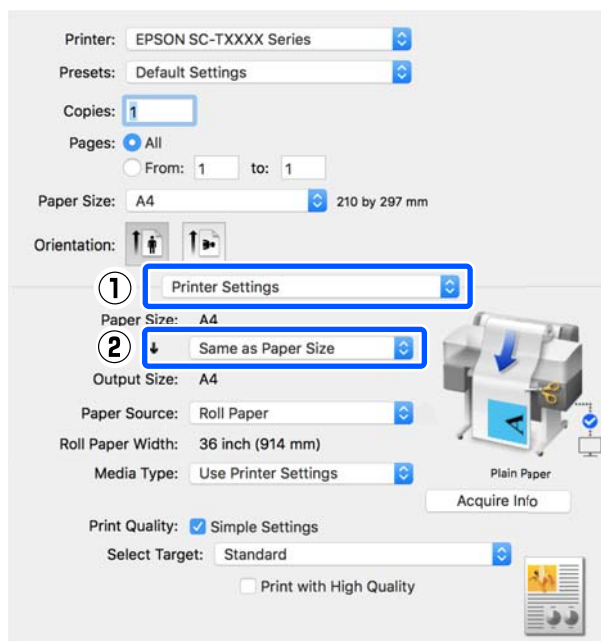 Printer: EPSON SC-TXXXX Series
Presets: Default Settings
Copies: 1
Pages: All
From: 1 to: 1
Paper Size: A4 210 by 297 mm
Orientation:
① Printer Settings
Paper Size: A4
② Same as Paper Size
Output Size: A4
Paper Source: Roll Paper
Roll Paper Width: 36 inch (914 mm)
Media Type: Use Printer Settings
A
Plain Paper
Acquire Info
Print Quality: Simple Settings
Select Target: Standard
Print with High Quality